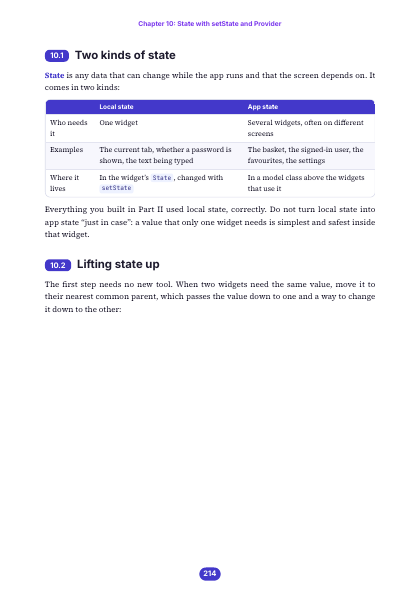 Chapter 10: State with setState and Provider
10.1 Two kinds of state
State is any data that can change while the app runs and that the screen depends on. It
comes in two kinds:
Local state App state
Who needs One widget Several widgets, often on different
it screens
Examples The current tab, whether a password is The basket, the signed-in user, the
shown, the text being typed favourites, the settings
Where it In the widget's State, changed with In a model class above the widgets
lives setState that use it
Everything you built in Part II used local state, correctly. Do not turn local state into
app state “just in case”: a value that only one widget needs is simplest and safest inside
that widget.
10.2 Lifting state up
The first step needs no new tool. When two widgets need the same value, move it to
their nearest common parent, which passes the value down to one and a way to change
it down to the other:
214